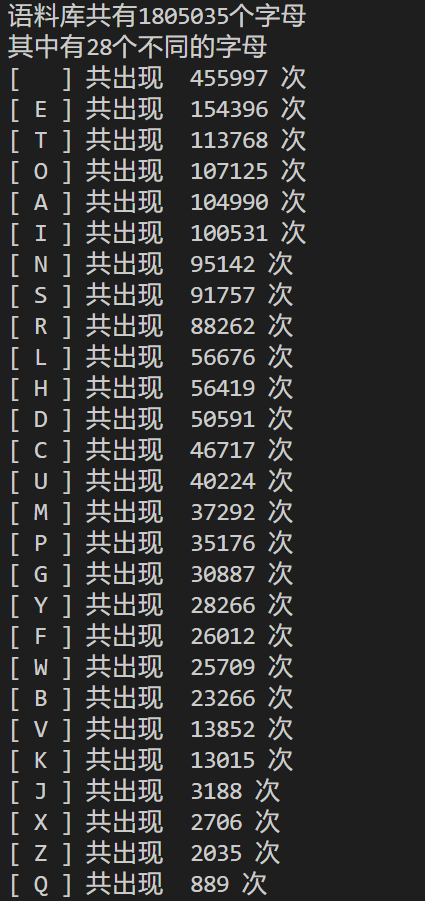 语料库共有1805035个字母
其中有28个不同的字母
[   ] 共出现  455997 次
[ E ] 共出现  154396 次
[ T ] 共出现  113768 次
[ O ] 共出现  107125 次
[ A ] 共出现  104990 次
[ I ] 共出现  100531 次
[ N ] 共出现  95142 次
[ S ] 共出现  91757 次
[ R ] 共出现  88262 次
[ L ] 共出现  56676 次
[ H ] 共出现  56419 次
[ D ] 共出现  50591 次
[ C ] 共出现  46717 次
[ U ] 共出现  40224 次
[ M ] 共出现  37292 次
[ P ] 共出现  35176 次
[ G ] 共出现  30887 次
[ Y ] 共出现  28266 次
[ F ] 共出现  26012 次
[ W ] 共出现  25709 次
[ B ] 共出现  23266 次
[ V ] 共出现  13852 次
[ K ] 共出现  13015 次
[ J ] 共出现  3188 次
[ X ] 共出现  2706 次
[ Z ] 共出现  2035 次
[ Q ] 共出现  889 次